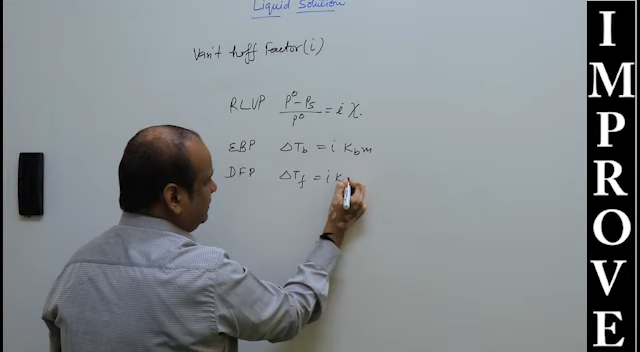 Liquid Solution
Van't hoff Factor (i)
RLVP P° - Ps / P° = i X.
EBP ΔTb = i Kb m
DFP ΔTf = i K
IMPROVE